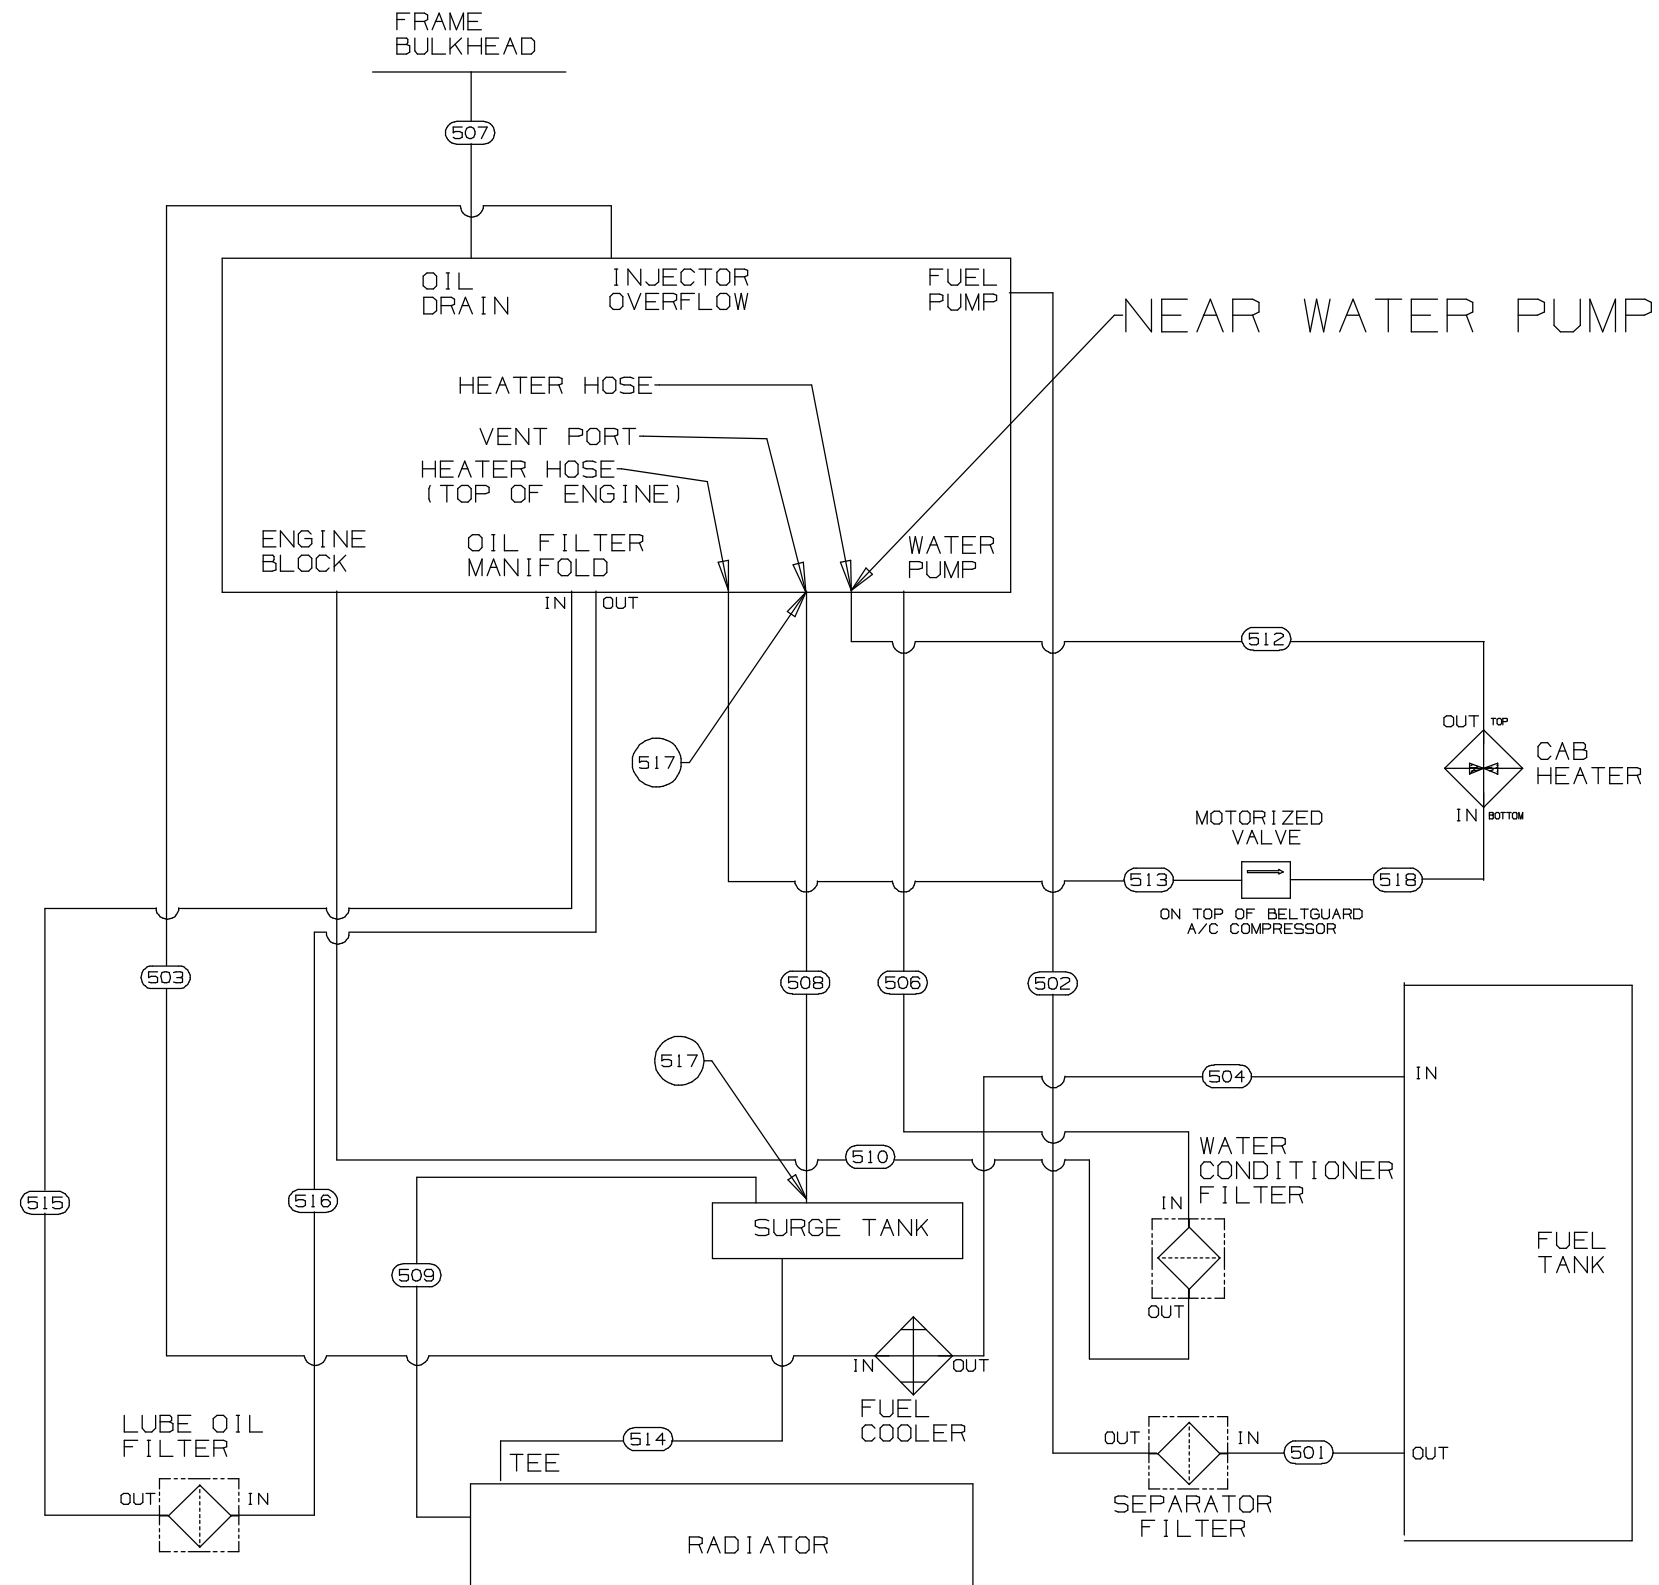 FRAME
BULKHEAD
507
OIL
DRAIN
INJECTOR
OVERFLOW
FUEL
PUMP
NEAR WATER PUMP
HEATER HOSE
VENT PORT
HEATER HOSE
(TOP OF ENGINE)
ENGINE
BLOCK
OIL FILTER
MANIFOLD
WATER
PUMP
IN
OUT
512
517
OUT TOP
CAB
HEATER
IN BOTTOM
MOTORIZED
VALVE
513
518
ON TOP OF BELTGUARD
A/C COMPRESSOR
503
508
506
502
517
504
IN
510
WATER
CONDITIONER
FILTER
IN
515
516
SURGE TANK
FUEL
TANK
509
OUT
IN
OUT
FUEL
COOLER
LUBE OIL
FILTER
514
TEE
OUT
IN
501
OUT
OUT
IN
SEPARATOR
FILTER
RADIATOR